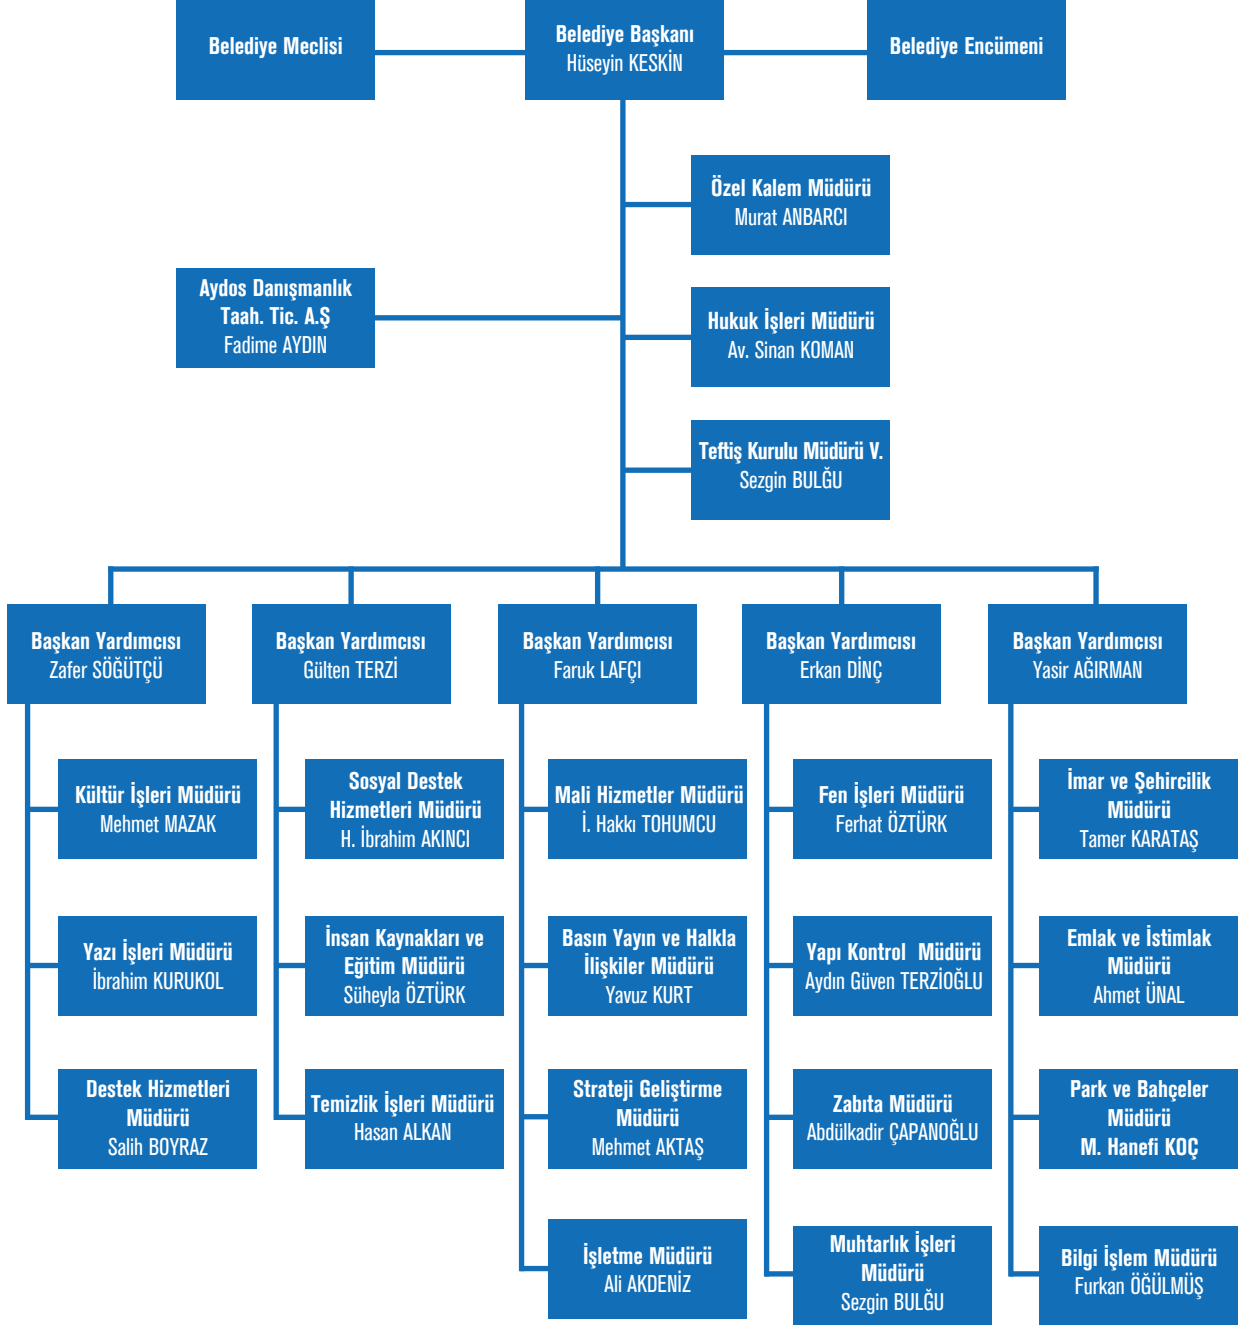 Belediye Meclisi
Belediye Başkanı
Hüseyin KESKİN
Belediye Encümeni
Özel Kalem Müdürü
Murat ANBARCI
Aydos Danışmanlık
Taah. Tic. A.Ş
Fadime AYDIN
Hukuk İşleri Müdürü
Av. Sinan KOMAN
Teftiş Kurulu Müdürü V.
Sezgin BULĞU
Başkan Yardımcısı
Zafer SÖĞÜTÇÜ
Başkan Yardımcısı
Gülten TERZİ
Başkan Yardımcısı
Faruk LAFÇI
Başkan Yardımcısı
Erkan DİNÇ
Başkan Yardımcısı
Yasir AĞIRMAN
Kültür İşleri Müdürü
Mehmet MAZAK
Sosyal Destek
Hizmetleri Müdürü
H. İbrahim AKINCI
Mali Hizmetler Müdürü
İ. Hakkı TOHUMCU
Fen İşleri Müdürü
Ferhat ÖZTÜRK
İmar ve Şehircilik
Müdürü
Tamer KARATAŞ
Yazı İşleri Müdürü
İbrahim KURUKOL
İnsan Kaynakları ve
Eğitim Müdürü
Süheyla ÖZTÜRK
Basın Yayın ve Halkla
İlişkiler Müdürü
Yavuz KURT
Yapı Kontrol  Müdürü
Aydın Güven TERZİOĞLU
Emlak ve İstimlak
Müdürü
Ahmet ÜNAL
Destek Hizmetleri
Müdürü
Salih BOYRAZ
Temizlik İşleri Müdürü
Hasan ALKAN
Strateji Geliştirme
Müdürü
Mehmet AKTAŞ
Zabıta Müdürü
Abdülkadir ÇAPANOĞLU
Park ve Bahçeler
Müdürü
M. Hanefi KOÇ
İşletme Müdürü
Ali AKDENİZ
Muhtarlık İşleri
Müdürü
Sezgin BULĞU
Bilgi İşlem Müdürü
Furkan ÖĞÜLMÜŞ